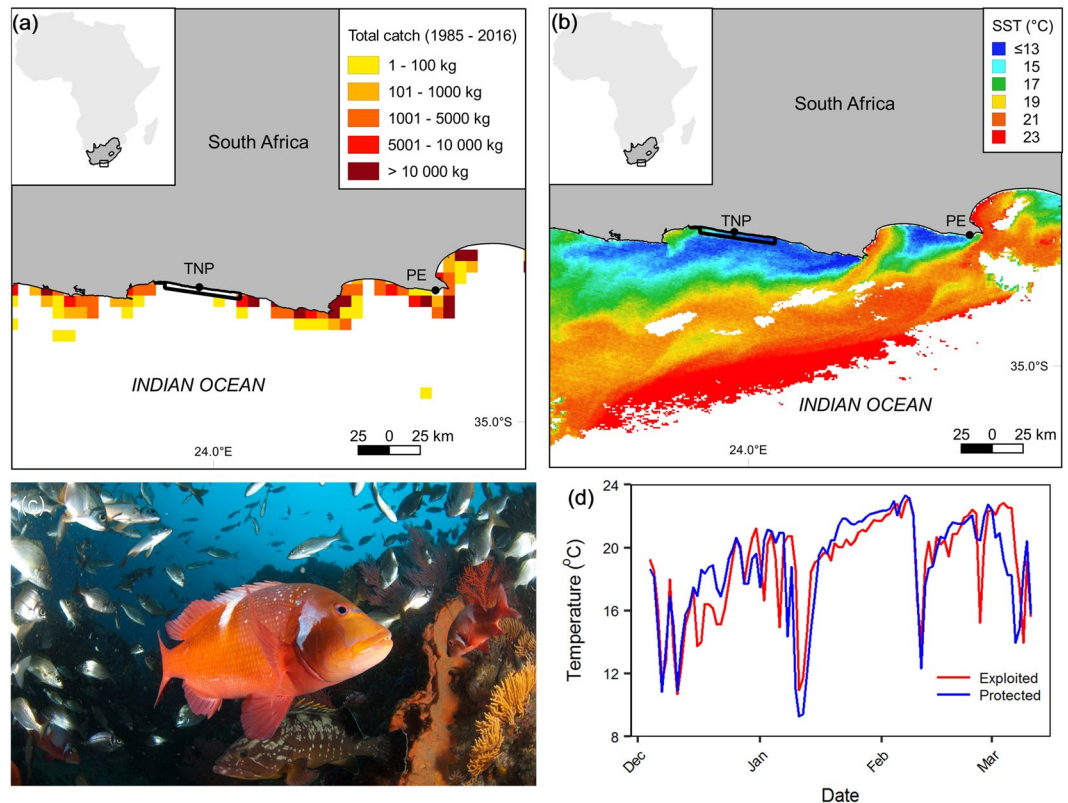 (a)
Total catch (1985 - 2016)
1 - 100 kg
101 - 1000 kg
1001 - 5000 kg
5001 - 10 000 kg
> 10 000 kg
South Africa
TNP
PE
INDIAN OCEAN
35.0°S
25 0 25 km
24.0°E
(b)
SST (°C)
≤13
15
17
19
21
23
South Africa
TNP
PE
35.0°S
INDIAN OCEAN
25 0 25 km
24.0°E
(c)
(d)
24
20
16
12
8
Temperature (⁰C)
Exploited
Protected
Dec
Jan
Feb
Mar
Date